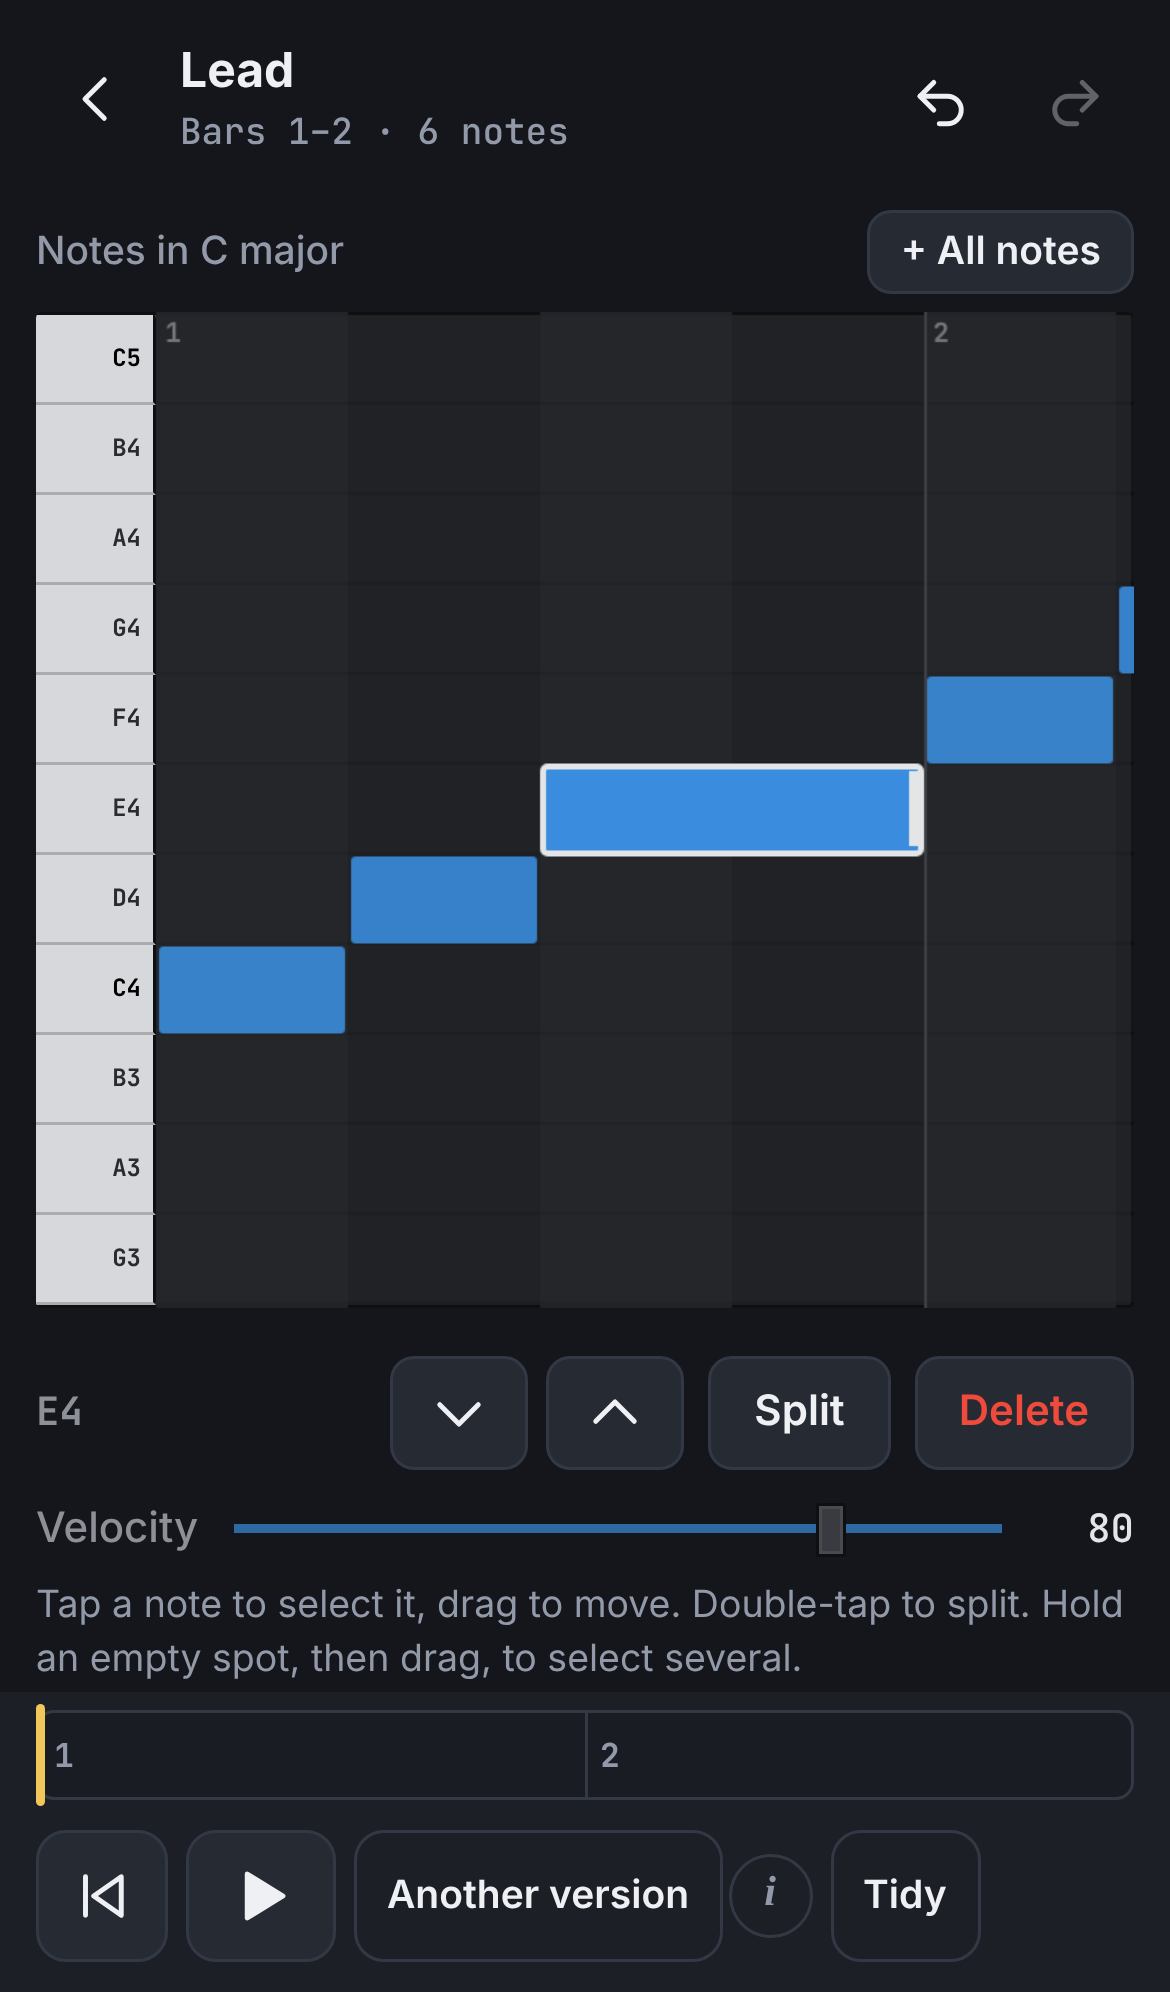 Lead
Bars 1–2 · 6 notes
Notes in C major
+ All notes
1
2
C5
B4
A4
G4
F4
E4
D4
C4
B3
A3
G3
E4
Split
Delete
Velocity
80
Tap a note to select it, drag to move. Double-tap to split. Hold
an empty spot, then drag, to select several.
1
2
Another version
i
Tidy